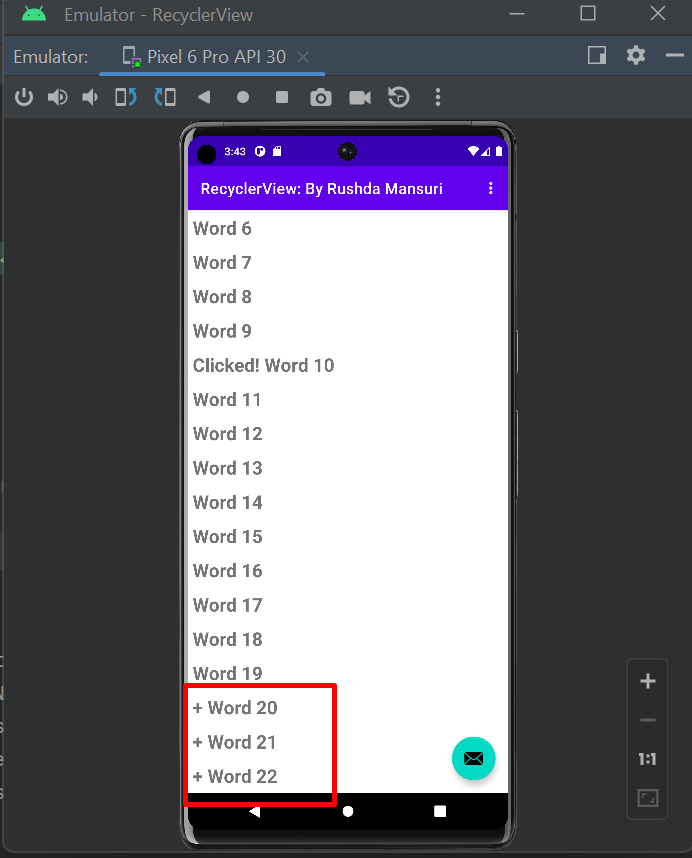 Emulator - RecyclerView
Emulator: Pixel 6 Pro API 30
3:43
RecyclerView: By Rushda Mansuri
Word 6
Word 7
Word 8
Word 9
Clicked! Word 10
Word 11
Word 12
Word 13
Word 14
Word 15
Word 16
Word 17
Word 18
Word 19
+ Word 20
+ Word 21
+ Word 22
1:1